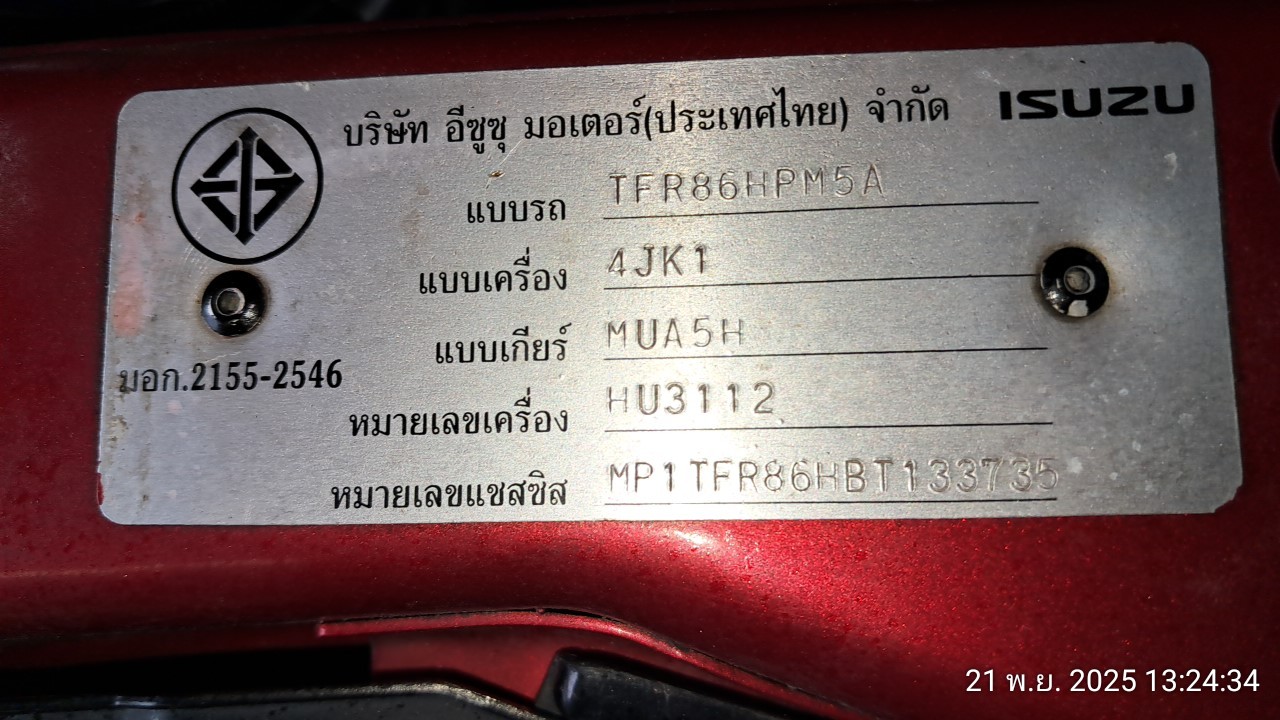 บริษัท อีซูซุ มอเตอร์(ประเทศไทย) จำกัด ISUZU
แบบรถ TFR86HPM5A
แบบเครื่อง 4JK1
แบบเกียร์ MUA5H
มอก.2155-2546
หมายเลขเครื่อง HU3112
หมายเลขแชสซิส MP1TFR86HBT133735
21 พ.ย. 2025 13:24:34